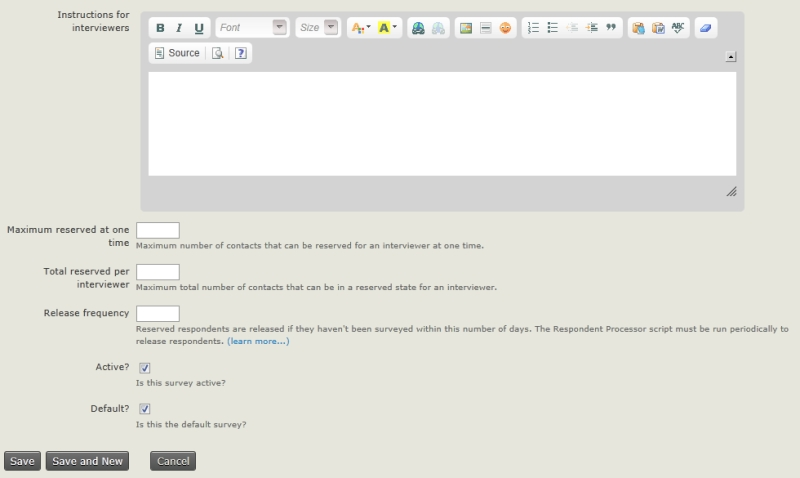 Instructions for
interviewers
B I U Font Size A A ABC
Source
Maximum reserved at one
time
Maximum number of contacts that can be reserved for an interviewer at one time.
Total reserved per
interviewer
Maximum total number of contacts that can be in a reserved state for an interviewer.
Release frequency
Reserved respondents are released if they haven't been surveyed within this number of days. The Respondent Processor script must be run periodically to
release respondents. (learn more...)
Active?
Is this survey active?
Default?
Is this the default survey?
Save Save and New Cancel